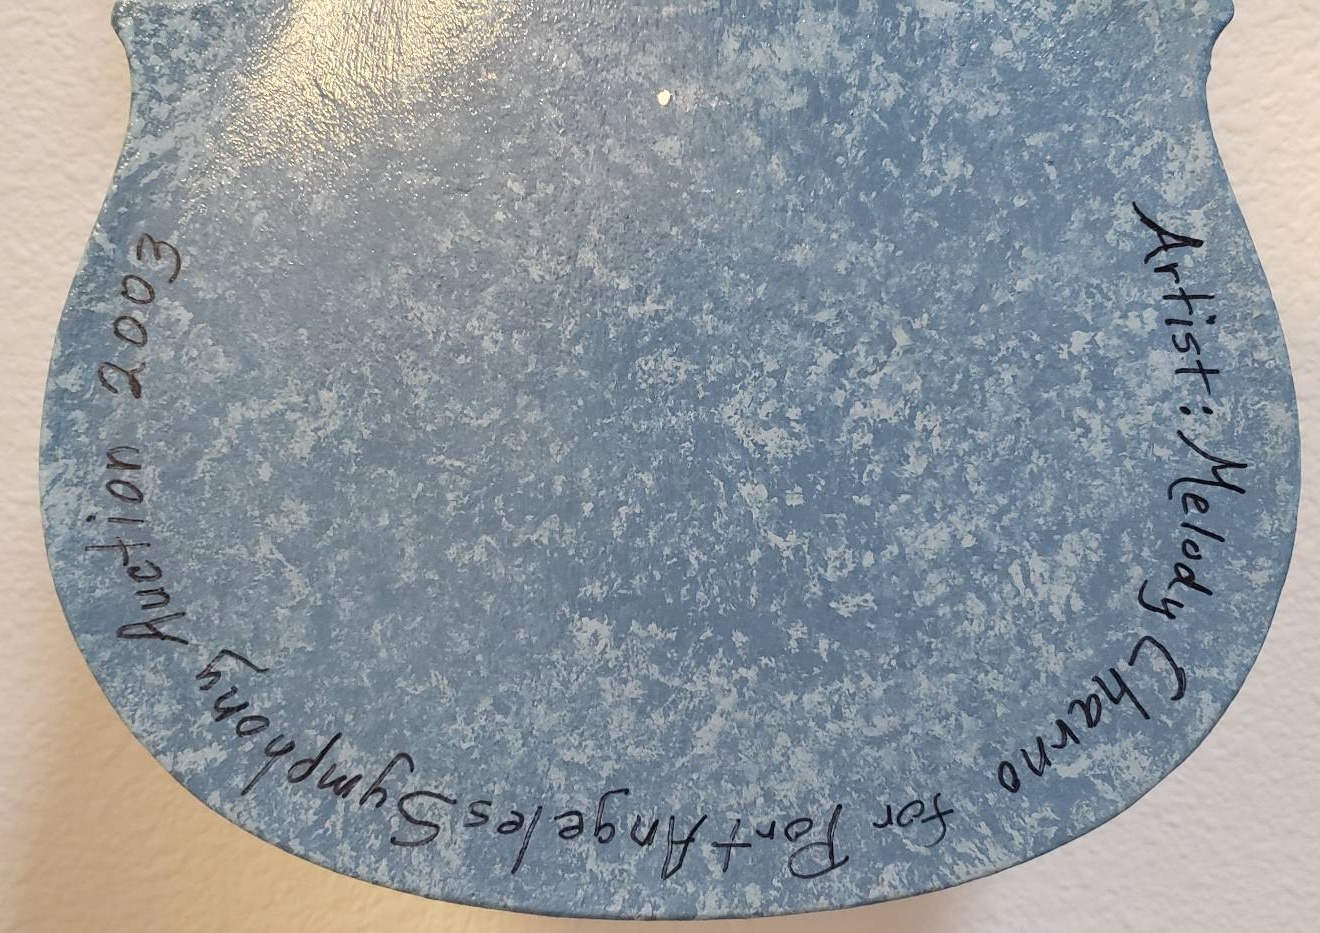 Artist: Melody Charno for Port Angeles Symphony Auction 2003